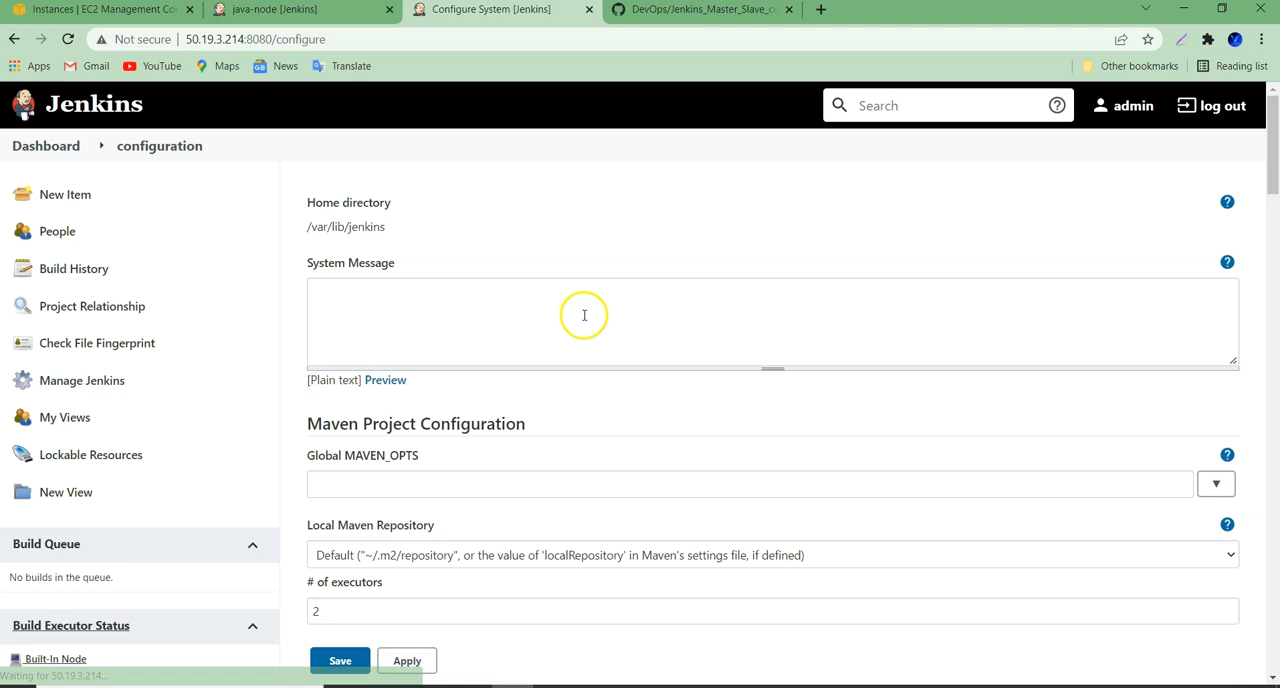 Instances | EC2 Management Con
java-node [Jenkins]
Configure System [Jenkins]
DevOps/Jenkins_Master_Slave_co
Not secure | 50.19.3.214:8080/configure
Apps Gmail YouTube Maps News Translate Other bookmarks Reading list
Jenkins
Search
admin
log out
Dashboard configuration
New Item
People
Build History
Project Relationship
Check File Fingerprint
Manage Jenkins
My Views
Lockable Resources
New View
Build Queue
No builds in the queue.
Build Executor Status
Built-In Node
Waiting for 50.19.3.214...
Home directory
/var/lib/jenkins
System Message
[Plain text] Preview
Maven Project Configuration
Global MAVEN_OPTS
Local Maven Repository
Default ("~/.m2/repository", or the value of 'localRepository' in Maven's settings file, if defined)
# of executors
2
Save Apply